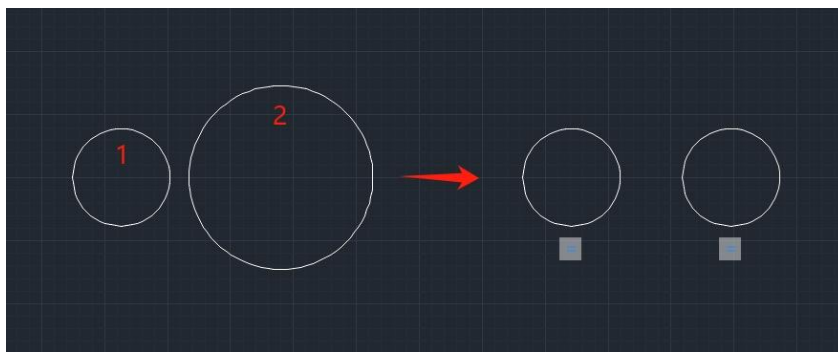 1
2
=
=